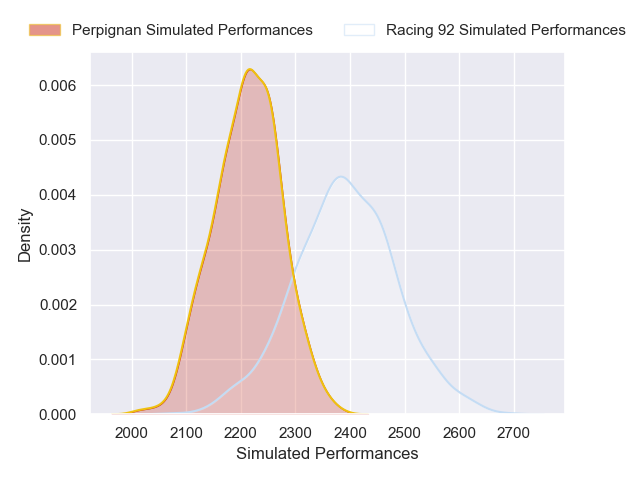 Perpignan Simulated Performances Racing 92 Simulated Performances
0.006
0.005
0.004
0.003
0.002
0.001
0.000
Density
2000 2100 2200 2300 2400 2500 2600 2700
Simulated Performances